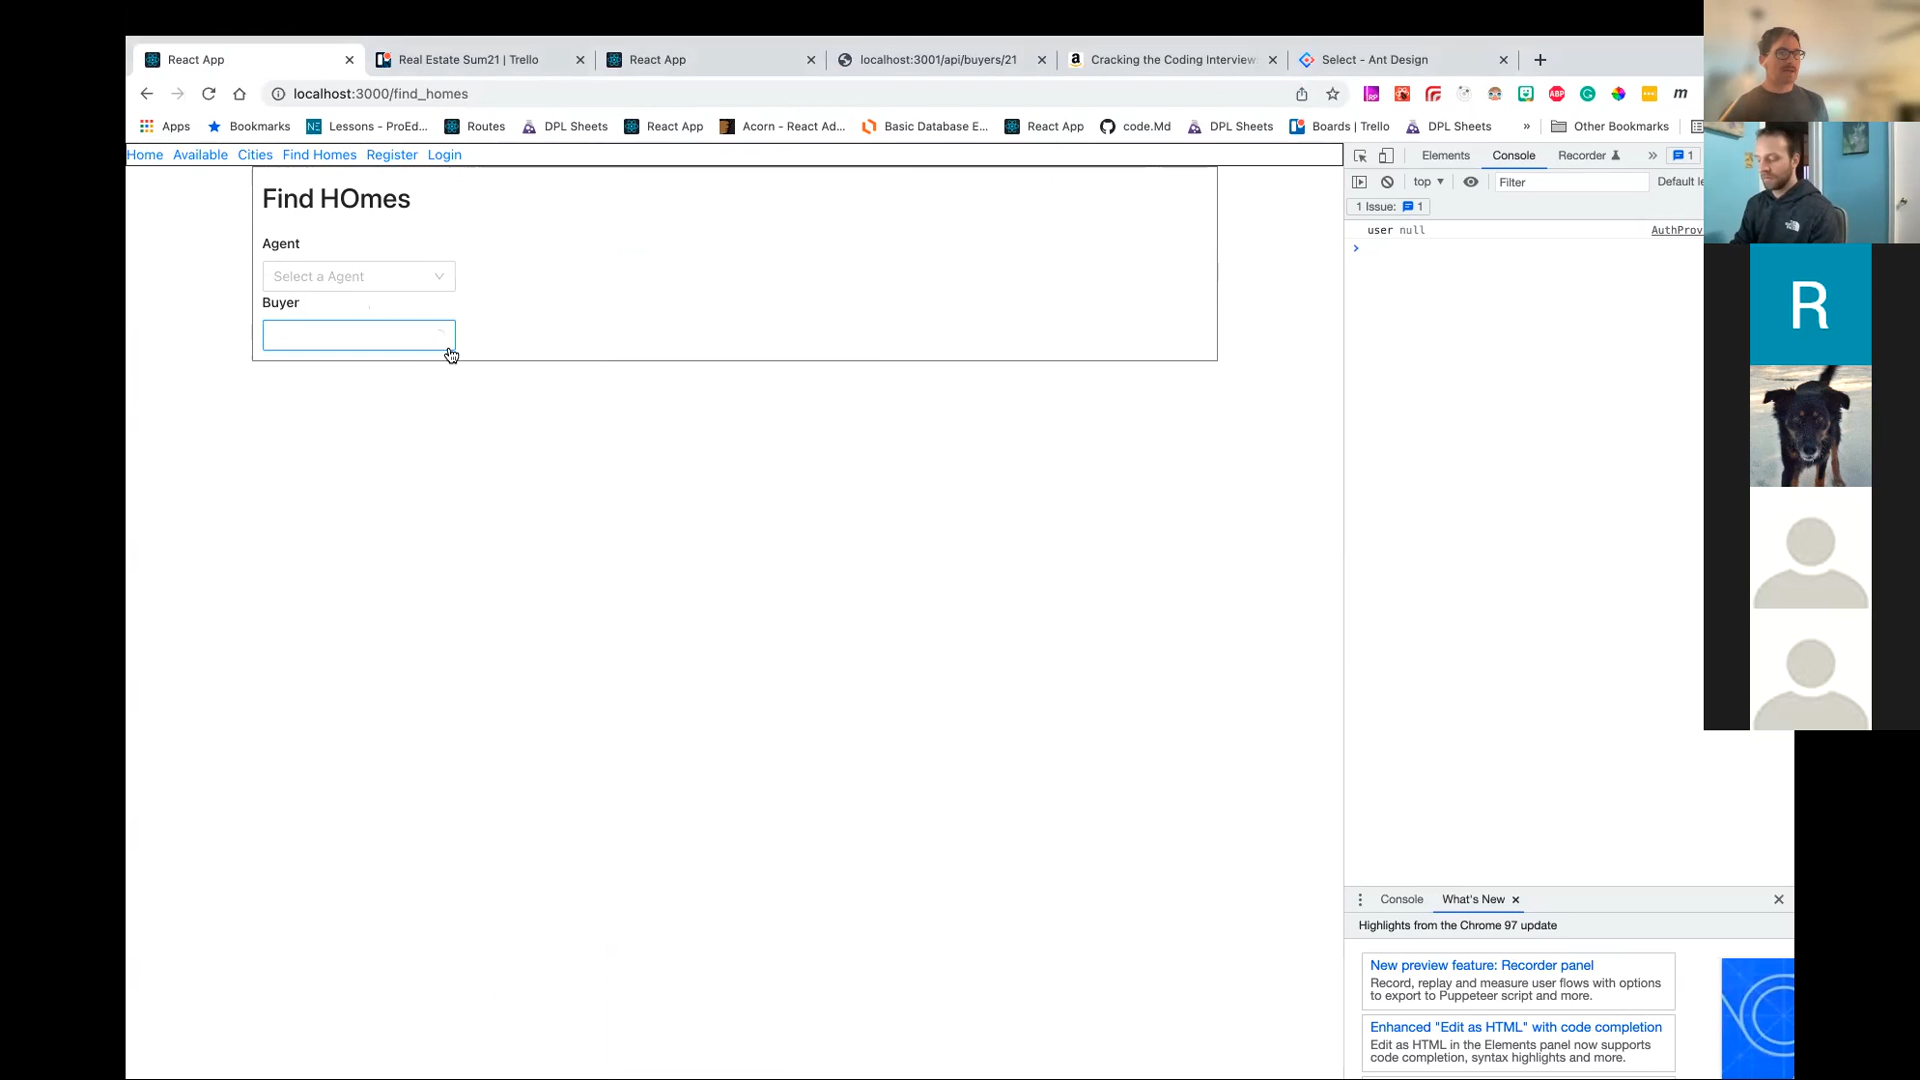 React App
Real Estate Sum21 | Trello
React App
localhost:3001/api/buyers/21
Cracking the Coding Interview
Select - Ant Design
localhost:3000/find_homes
Apps
Bookmarks
Lessons - ProEd...
Routes
DPL Sheets
React App
Acorn - React Ad...
Basic Database E...
React App
code.Md
DPL Sheets
Boards | Trello
DPL Sheets
»
Other Bookmarks
Home Available Cities Find Homes Register Login
Elements
Console
Recorder
»
1
top
Filter
Default le
1 Issue: 1
user null
AuthProv
Find HOmes
Agent
Select a Agent
Buyer
R
Console
What's New
Highlights from the Chrome 97 update
New preview feature: Recorder panel
Record, replay and measure user flows with options
to export to Puppeteer script and more.
Enhanced "Edit as HTML" with code completion
Edit as HTML in the Elements panel now supports
code completion, syntax highlights and more.